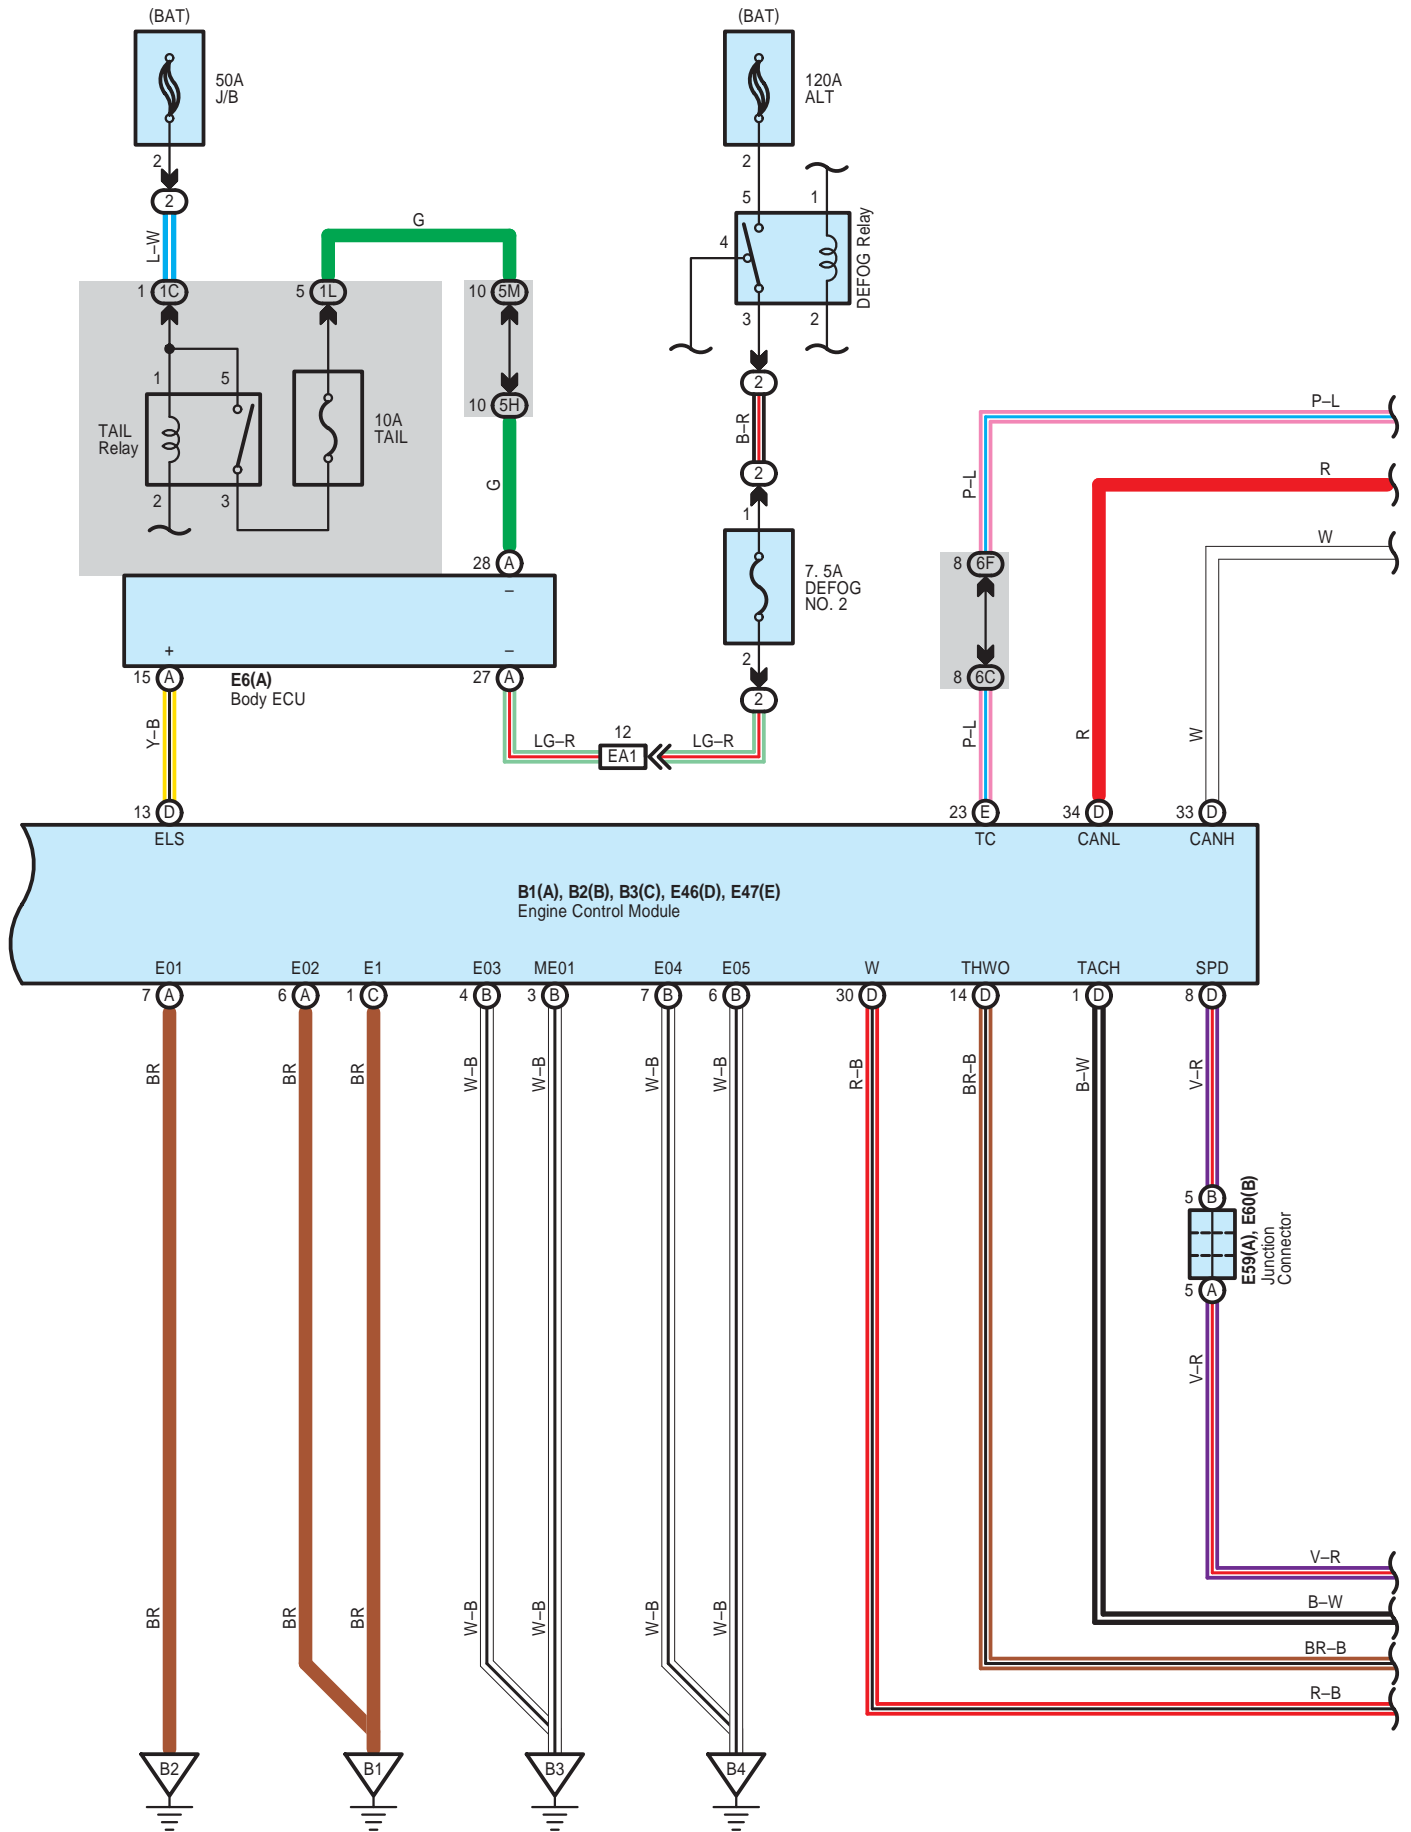 (BAT)
(BAT)
50A
J/B
120A
ALT
2
2
2
5
1
L–W
G
4
DEFOG Relay
1
1C
5
1L
10
5M
3
2
1
5
2
10
5H
P–L
TAIL
Relay
10A
TAIL
B–R
R
2
2
3
G
P–L
1
W
28
A
8
6F
–
7. 5A
DEFOG
NO. 2
+
–
2
15
A
E6(A)
Body ECU
27
A
8
6C
2
Y–B
LG–R
12
EA1
LG–R
P–L
R
W
13
D
23
E
34
D
33
D
ELS
TC
CANL
CANH
B1(A), B2(B), B3(C), E46(D), E47(E)
Engine Control Module
E01
E02
E1
E03
ME01
E04
E05
W
THWO
TACH
SPD
7
A
6
A
1
C
4
B
3
B
7
B
6
B
30
D
14
D
1
D
8
D
BR
BR
BR
W–B
W–B
W–B
W–B
R–B
BR–B
B–W
V–R
5
B
E59(A), E60(B)
Junction
Connector
5
A
V–R
V–R
BR
BR
BR
W–B
W–B
W–B
W–B
B–W
BR–B
R–B
B2
B1
B3
B4